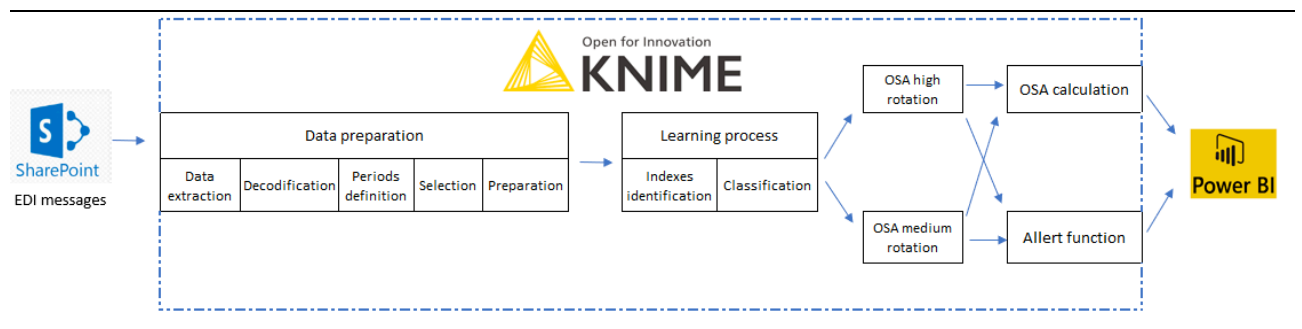 Open for Innovation
KNIME
S
SharePoint
EDI messages
Data preparation
Data
extraction
Decodification
Periods
definition
Selection
Preparation
Learning process
Indexes
identification
Classification
OSA high
rotation
OSA medium
rotation
OSA calculation
Allert function
Power BI